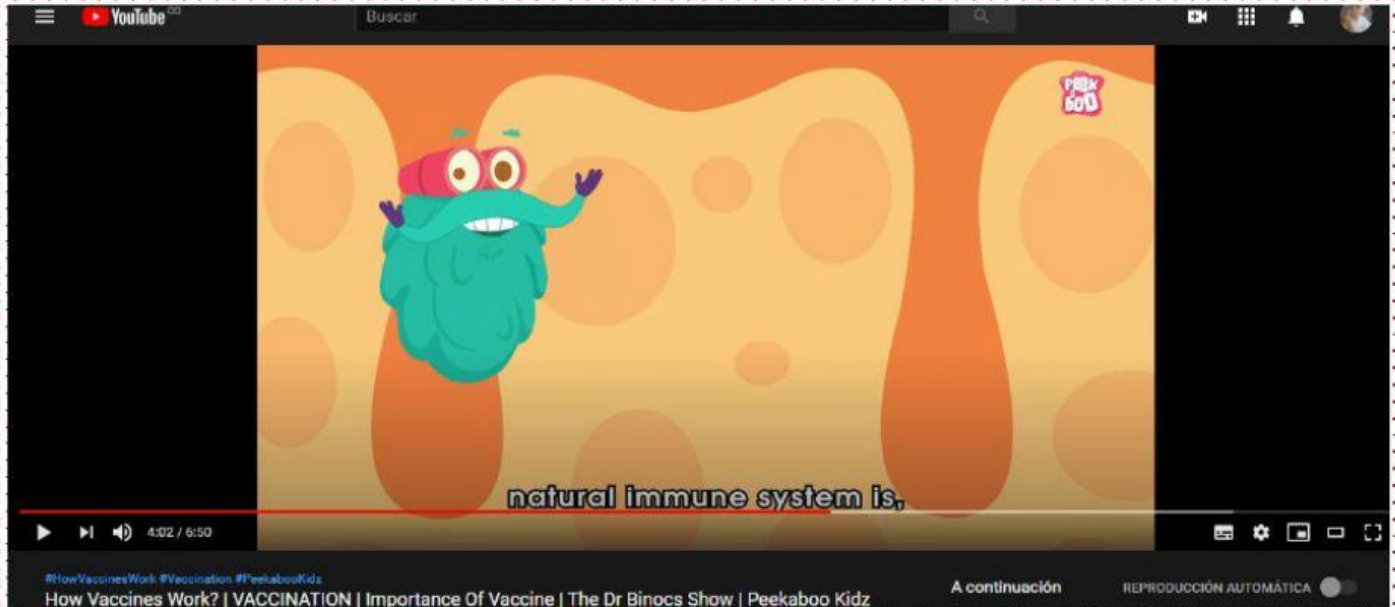 YouTube CO
Buscar
PEEK A BOO
natural immune system is,
4:02 / 6:50
#HowVaccinesWork #Vaccination #PeekabooKidz
How Vaccines Work? | VACCINATION | Importance Of Vaccine | The Dr Binocs Show | Peekaboo Kidz
A continuación
REPRODUCCIÓN AUTOMÁTICA